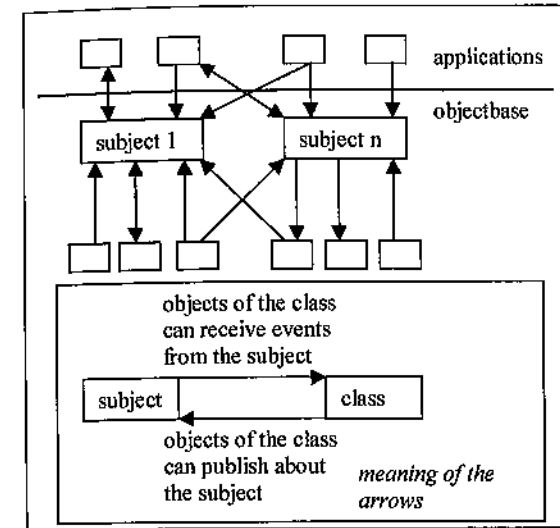 applications
objectbase
subject 1
subject n
objects of the class
can receive events
from the subject
subject
class
objects of the class
can publish about
the subject
meaning of the
arrows